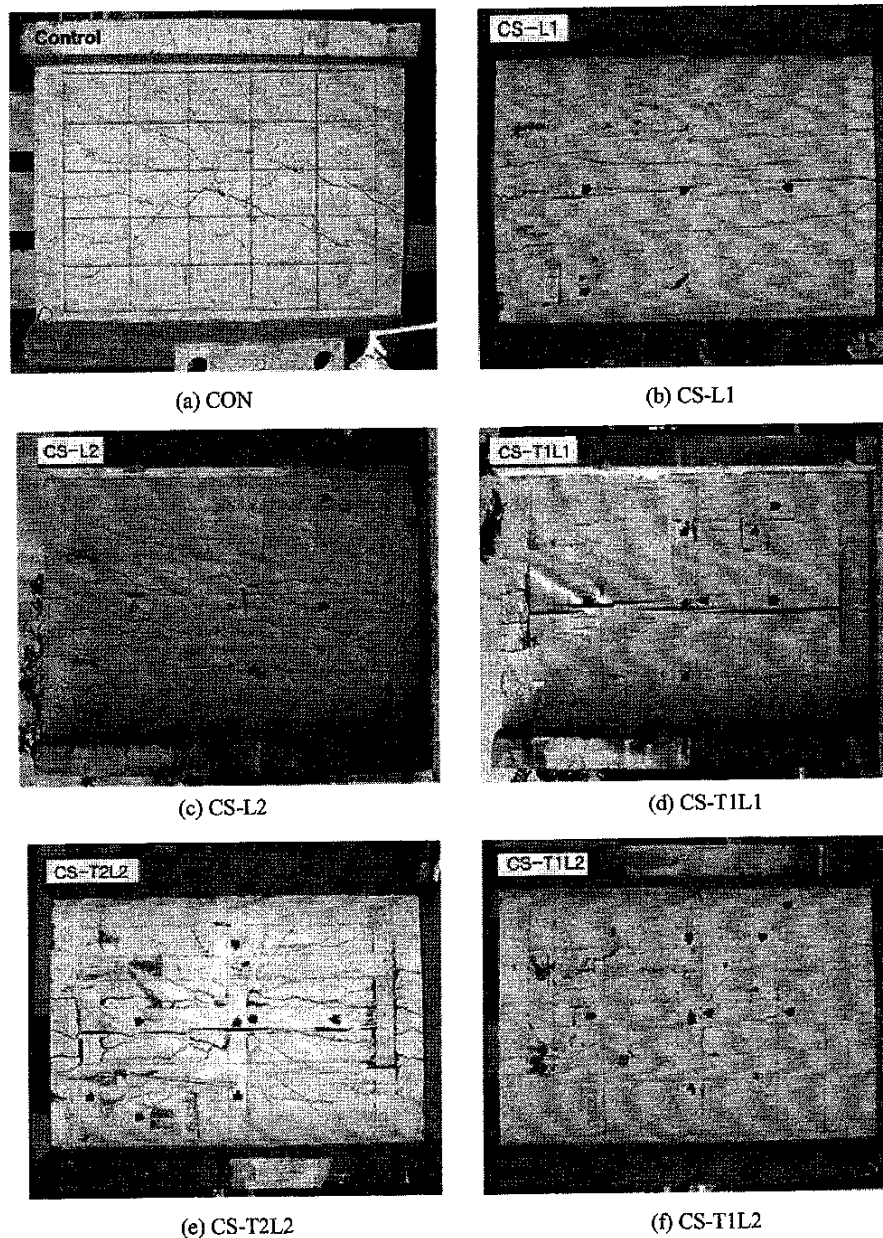 Control
CS-L1
(a) CON
(b) CS-L1
CS-L2
CS-T1L1
(c) CS-L2
(d) CS-T1L1
CS-T2L2
CS-T1L2
(e) CS-T2L2
(f) CS-T1L2